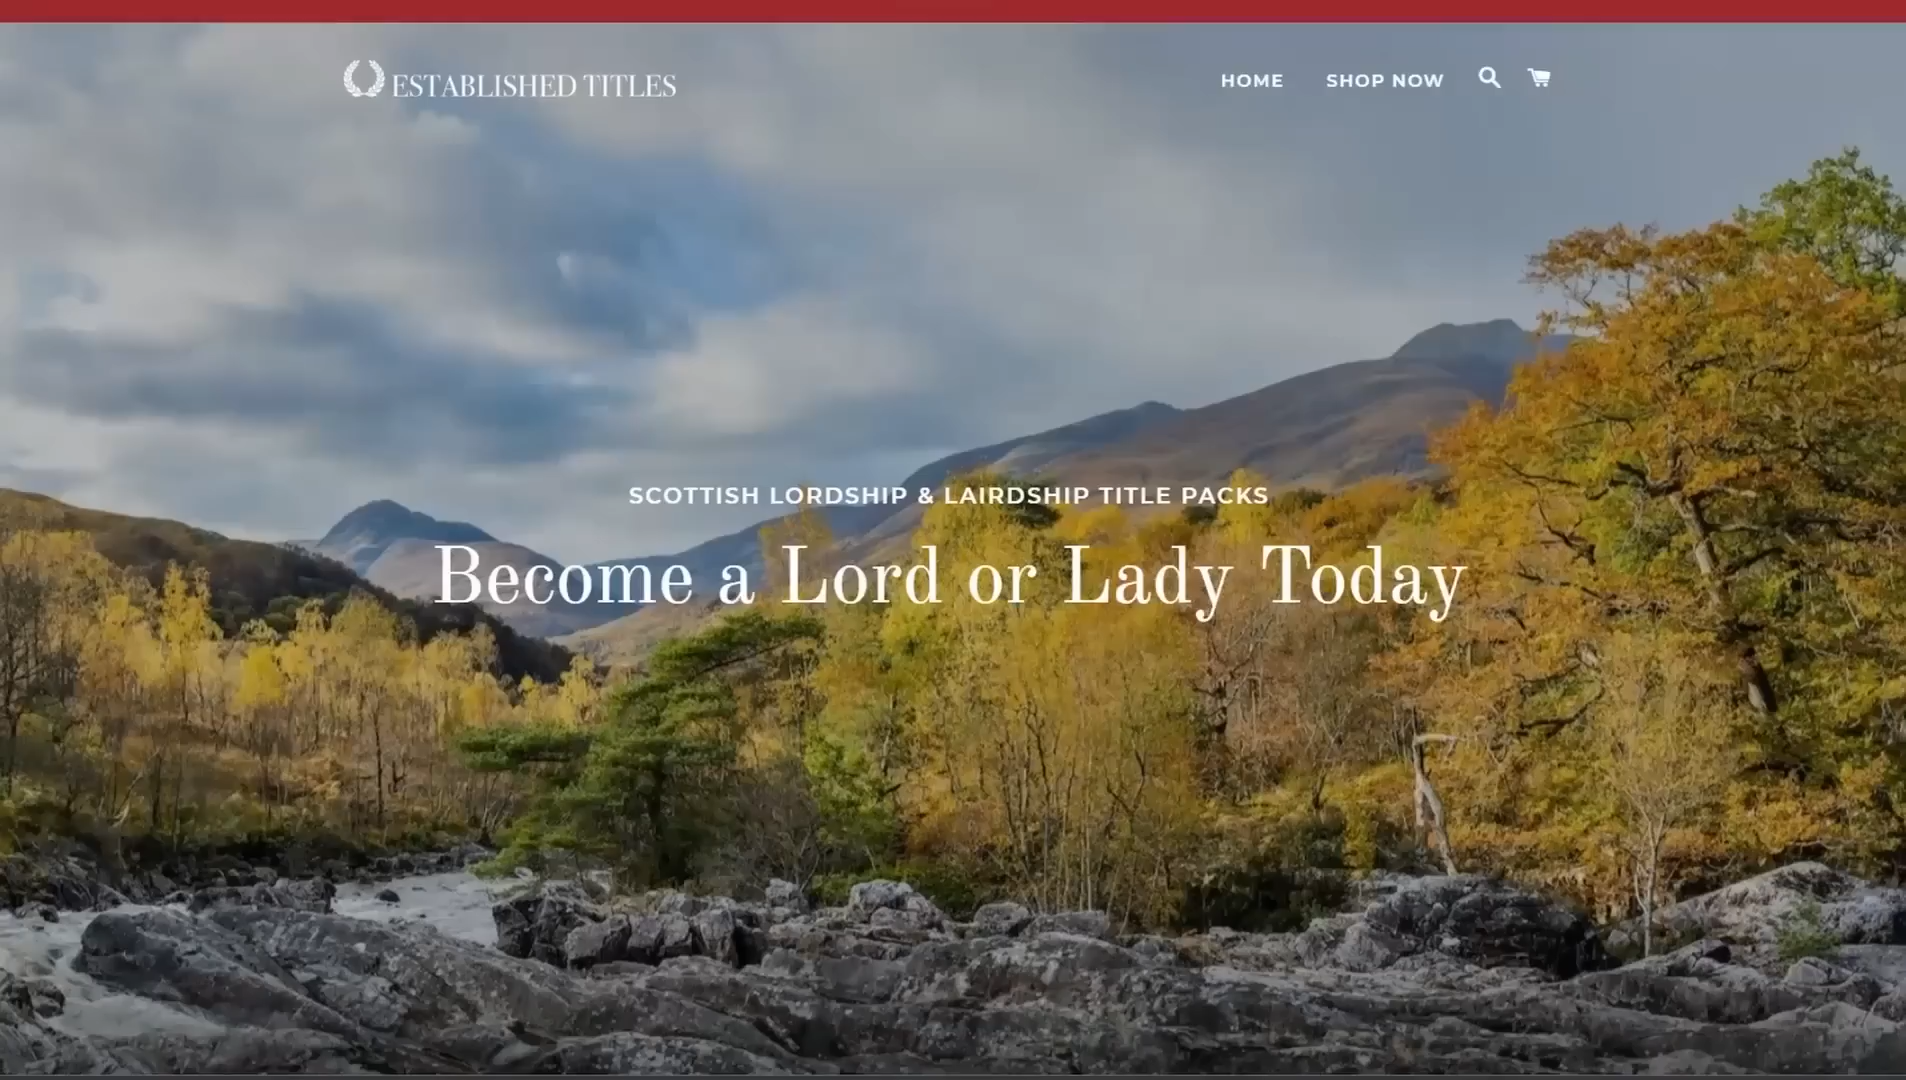 ESTABLISHED TITLES
HOME
SHOP NOW
SCOTTISH LORDSHIP & LAIRDSHIP TITLE PACKS
Become a Lord or Lady Today